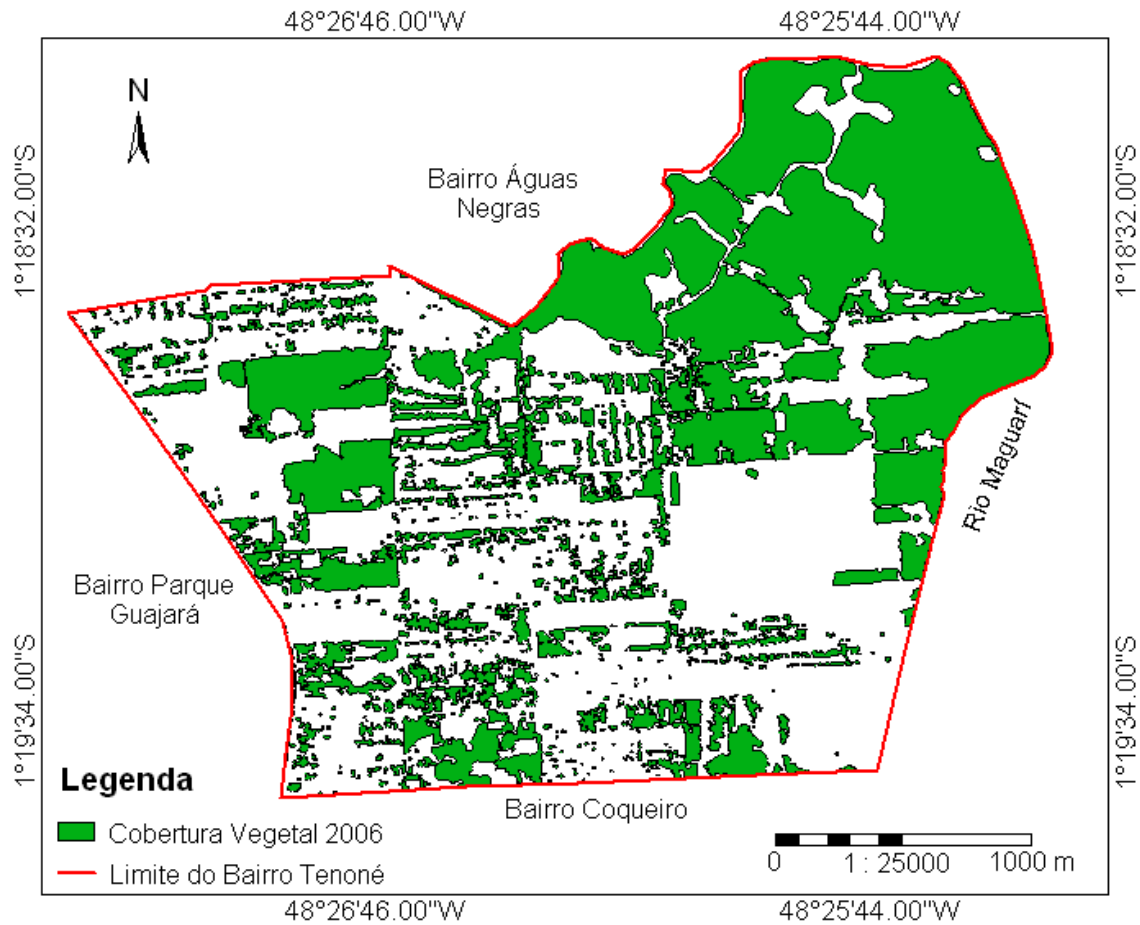 48°26'46.00"W 48°25'44.00"W
N
1°18'32.00"S
1°18'32.00"S
Bairro Águas
Negras
Rio Maguarí
Bairro Parque
Guajará
1°19'34.00"S
1°19'34.00"S
Legenda
Bairro Coqueiro
Cobertura Vegetal 2006
Limite do Bairro Tenoné
0 1 : 25000 1000 m
48°26'46.00"W 48°25'44.00"W